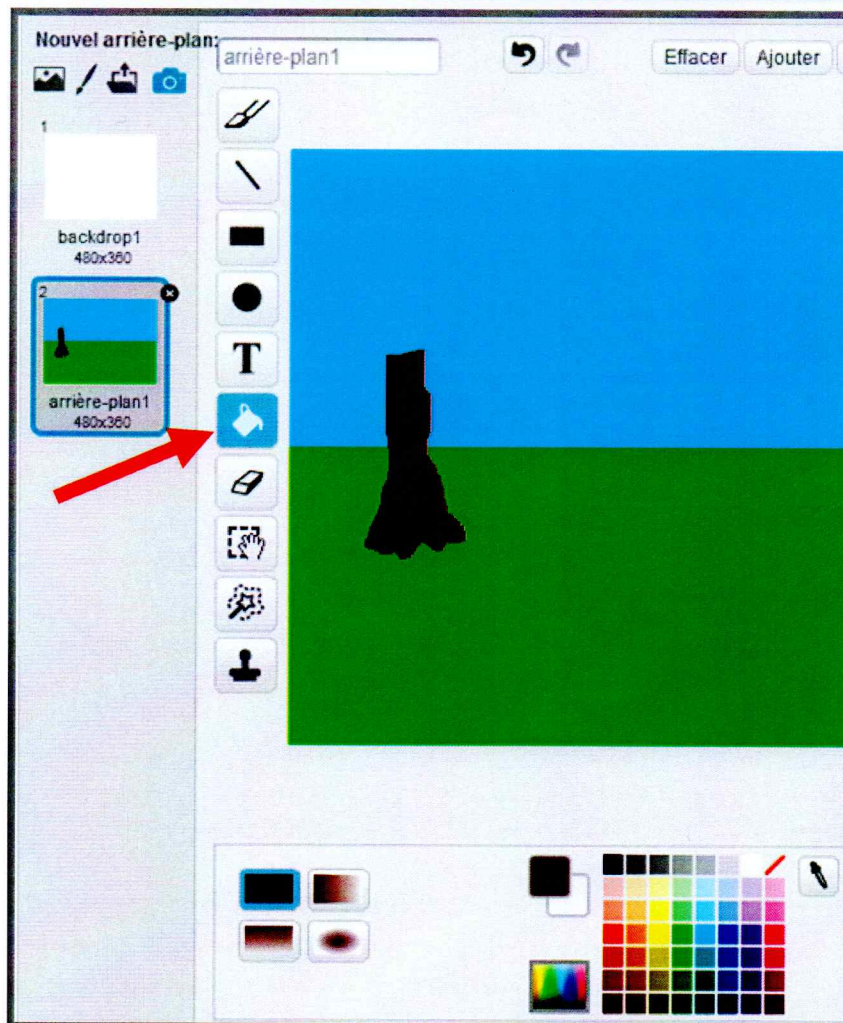 Nouvel arrière-plan:
arrière-plan1
Effacer
Ajouter
1
backdrop1
480x360
2
arrière-plan1
480x360
T